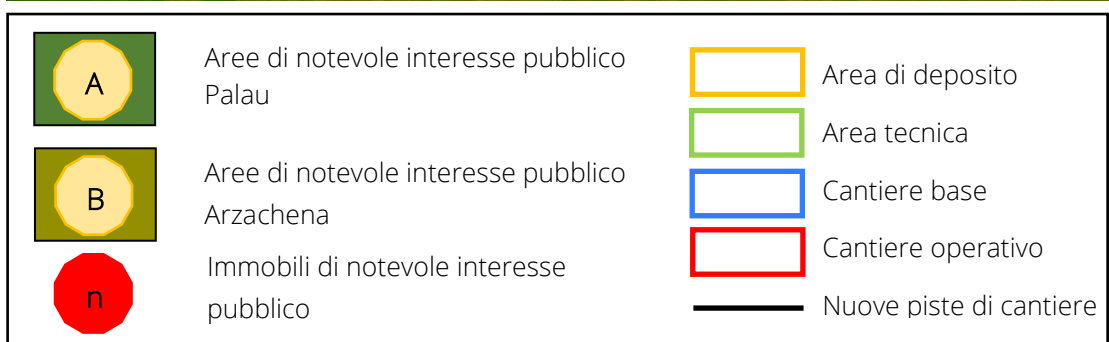 A
Aree di notevole interesse pubblico
Palau
B
Aree di notevole interesse pubblico
Arzachena
n
Immobili di notevole interesse
pubblico
Area di deposito
Area tecnica
Cantiere base
Cantiere operativo
Nuove piste di cantiere